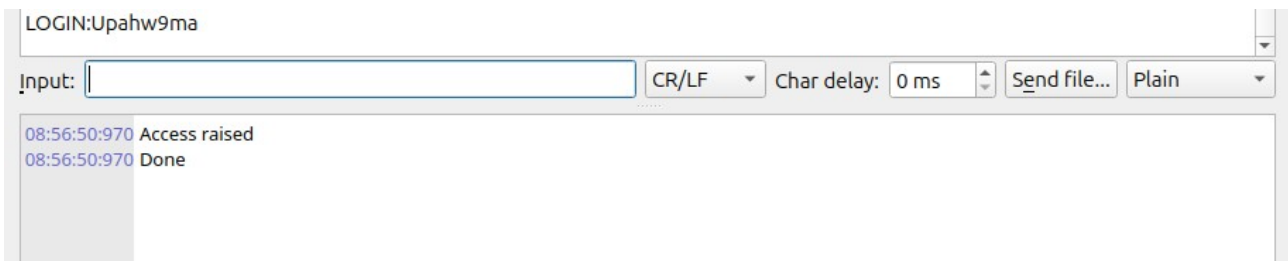 LOGIN:Upahw9ma
Input: CR/LF Char delay: 0 ms Send file... Plain
08:56:50:970 Access raised
08:56:50:970 Done